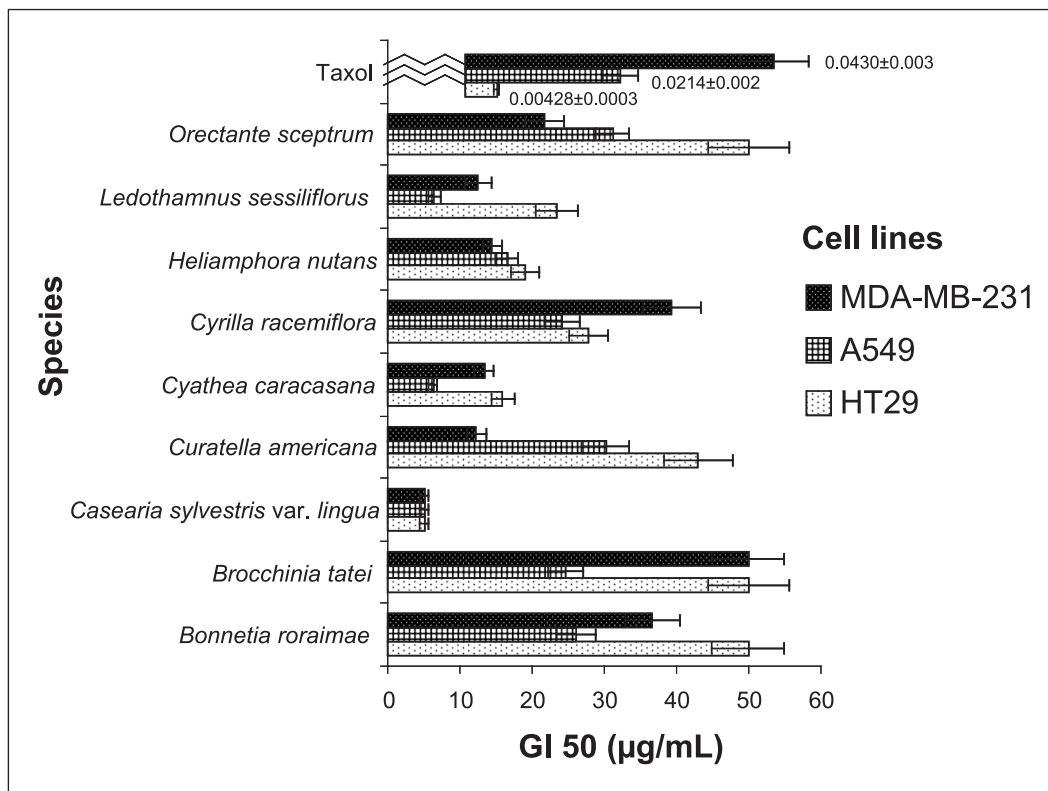 Taxol
0.0430±0.003
0.0214±0.002
0.00428±0.0003
Orectante sceptrum
Ledothamnus sessiliflorus
Heliamphora nutans
Cyrilla racemiflora
Cyathea caracasana
Curatella americana
Casearia sylvestris var. lingua
Brocchinia tatei
Bonnetia roraimae
Species
Cell lines
MDA-MB-231
A549
HT29
0 10 20 30 40 50 60
GI 50 (µg/mL)